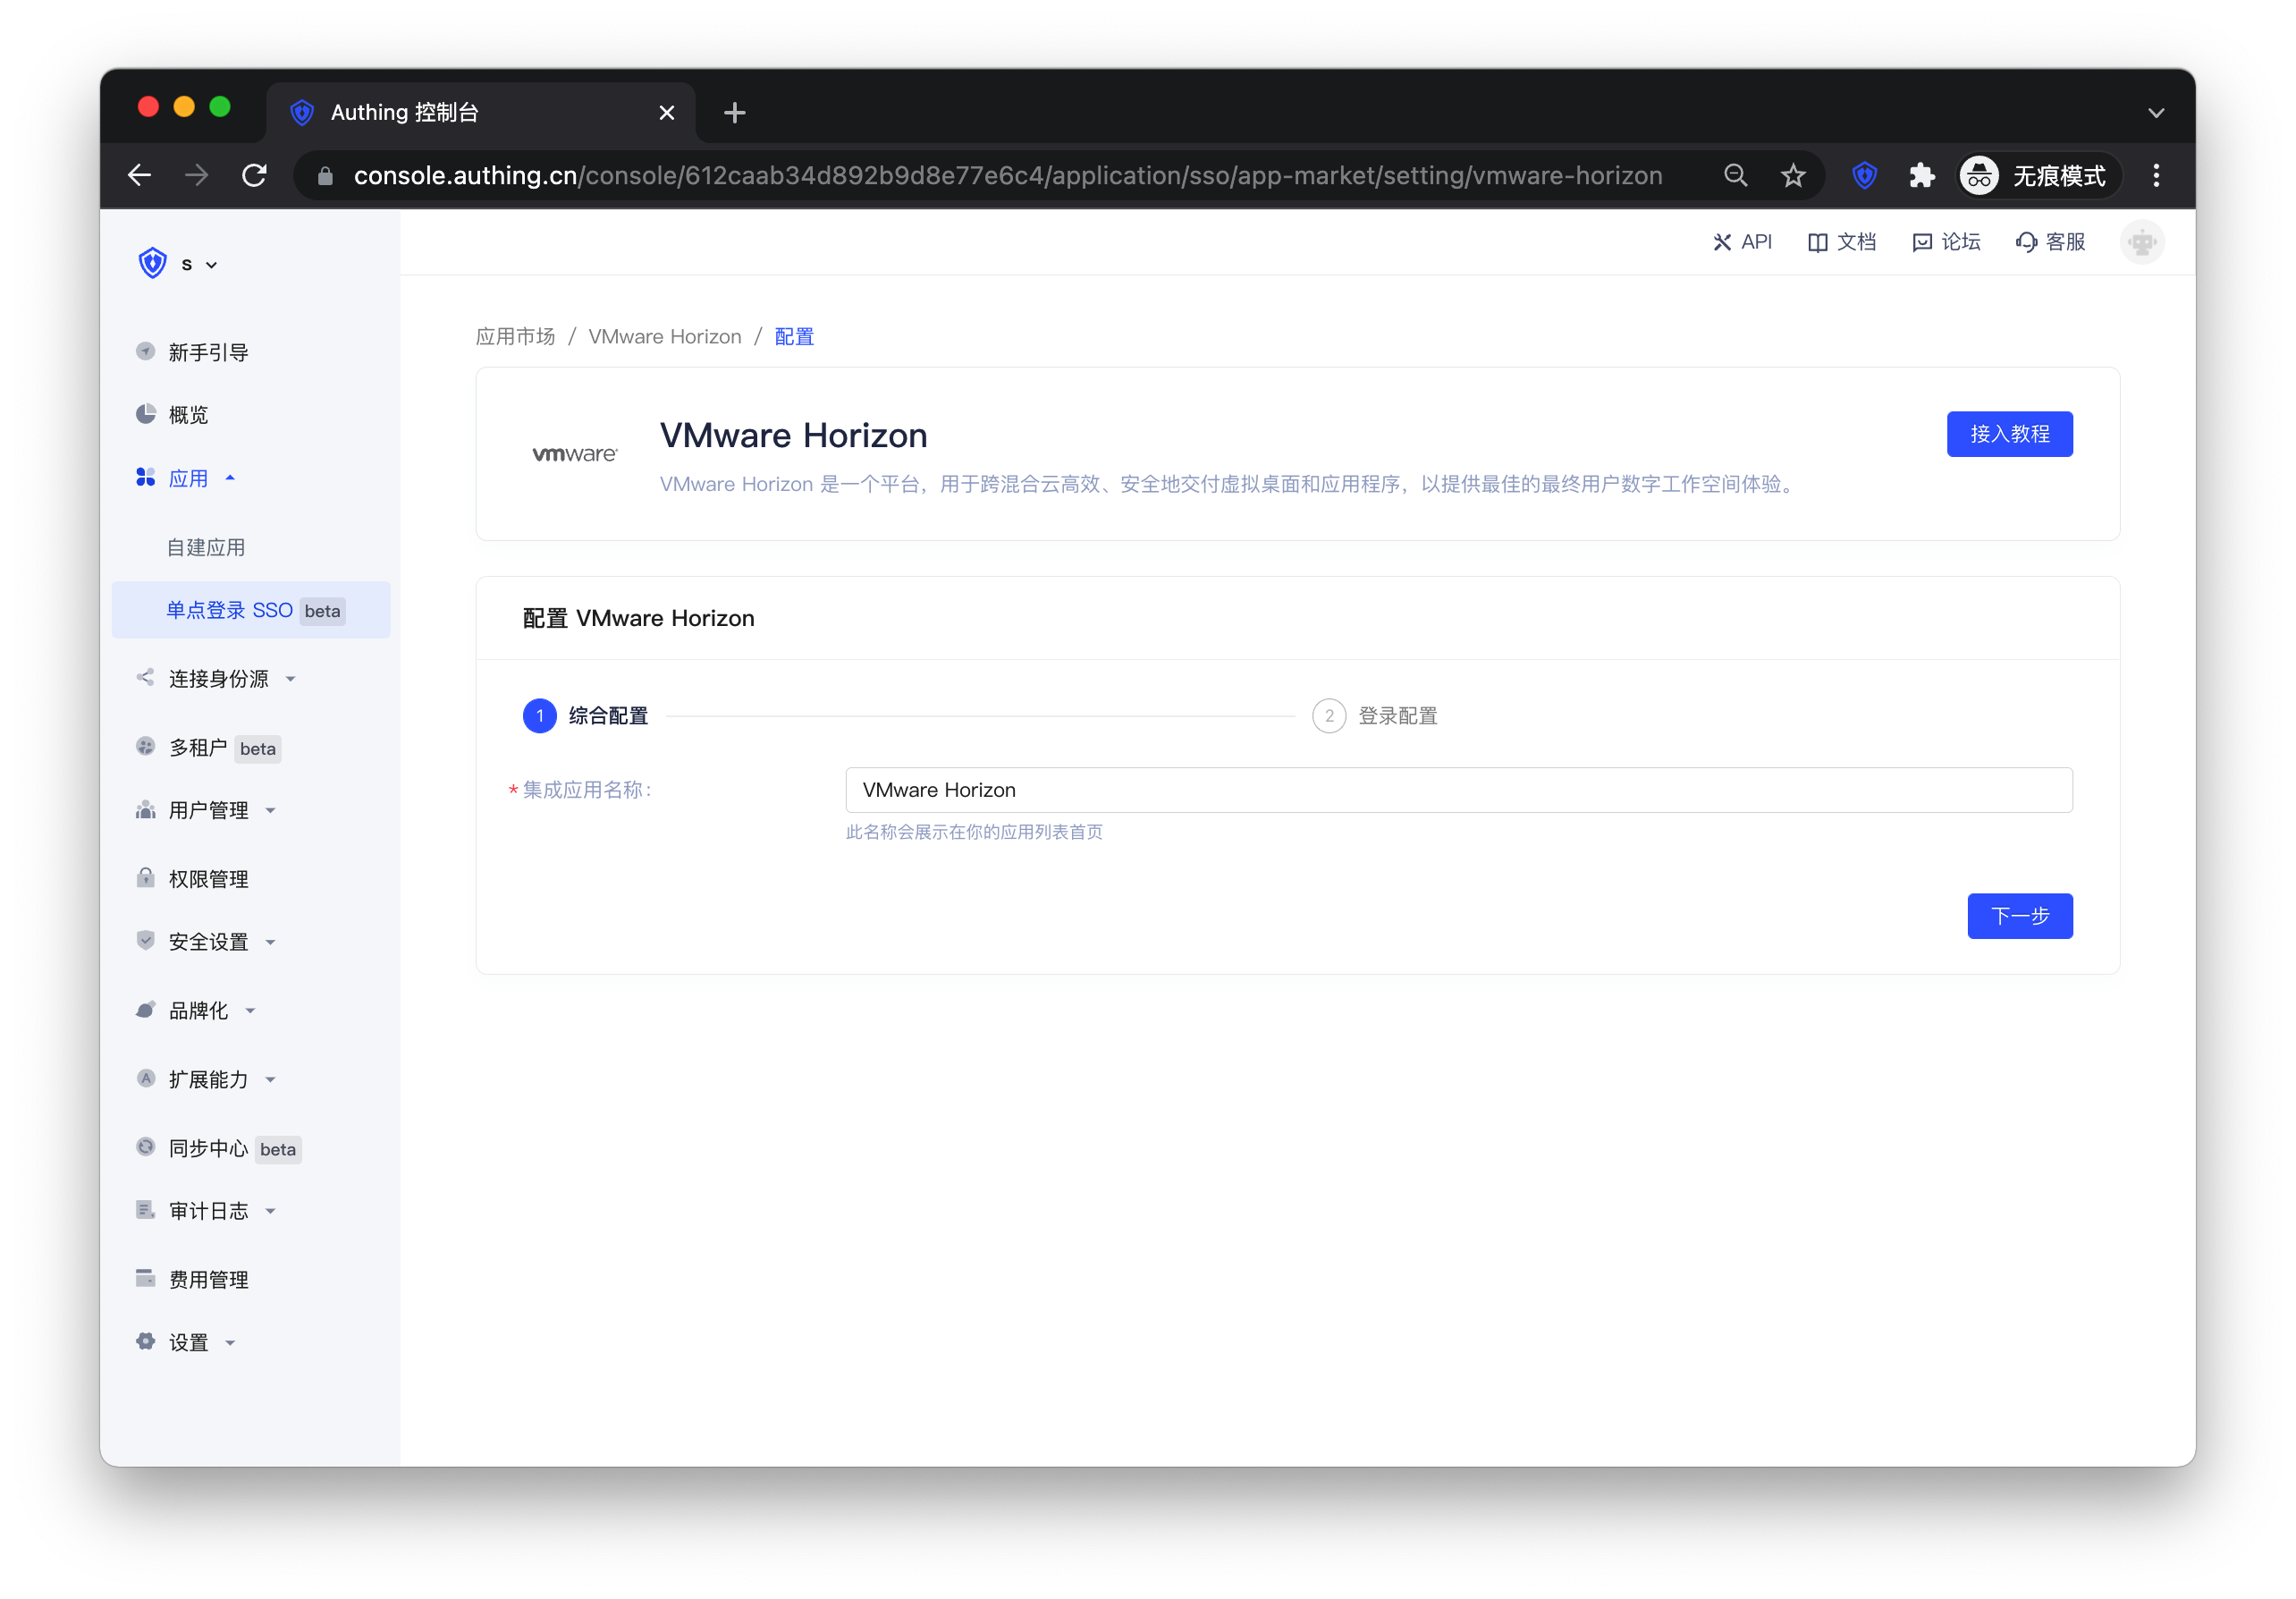 Authing 控制台
console.authing.cn/console/612caab34d892b9d8e77e6c4/application/sso/app-market/setting/vmware-horizon
无痕模式
s
API
文档
论坛
客服
新手引导
概览
应用
自建应用
单点登录 SSO beta
连接身份源
多租户 beta
用户管理
权限管理
安全设置
品牌化
扩展能力
同步中心 beta
审计日志
费用管理
设置
应用市场 / VMware Horizon / 配置
vmware
VMware Horizon
接入教程
VMware Horizon 是一个平台，用于跨混合云高效、安全地交付虚拟桌面和应用程序，以提供最佳的最终用户数字工作空间体验。
配置 VMware Horizon
1 综合配置
2 登录配置
* 集成应用名称：
VMware Horizon
此名称会展示在你的应用列表首页
下一步